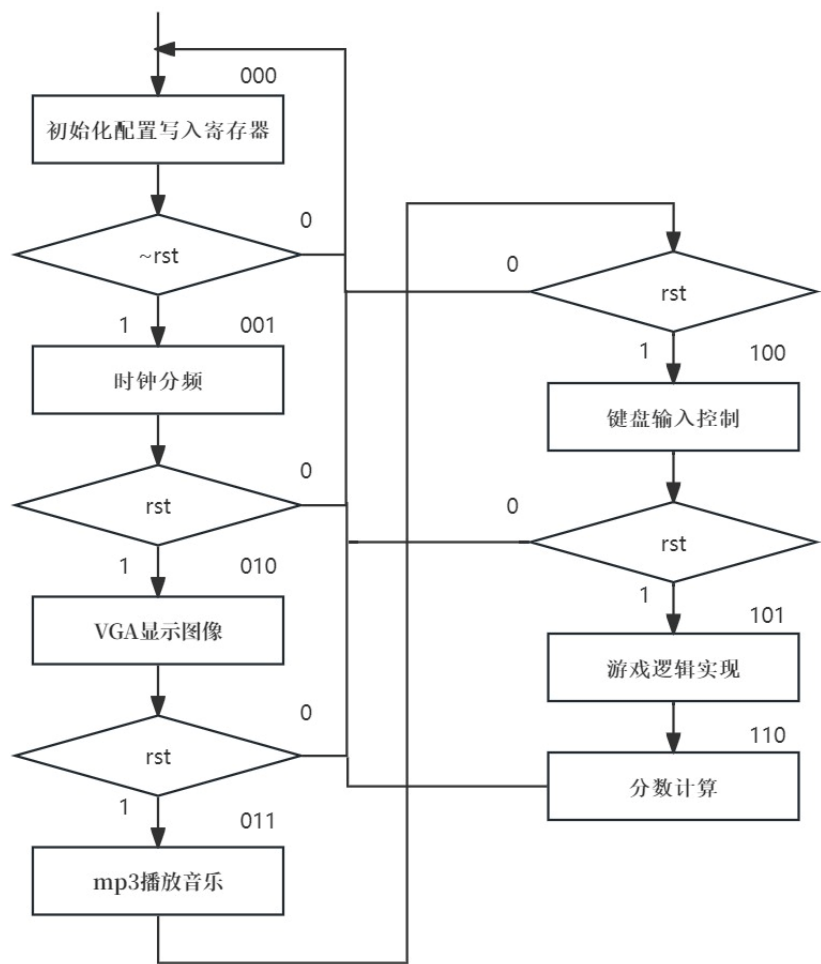 000
初始化配置写入寄存器
0
~rst
1
001
时钟分频
0
rst
1
010
VGA显示图像
0
rst
1
011
mp3播放音乐
0
rst
1
100
键盘输入控制
0
rst
1
101
游戏逻辑实现
110
分数计算